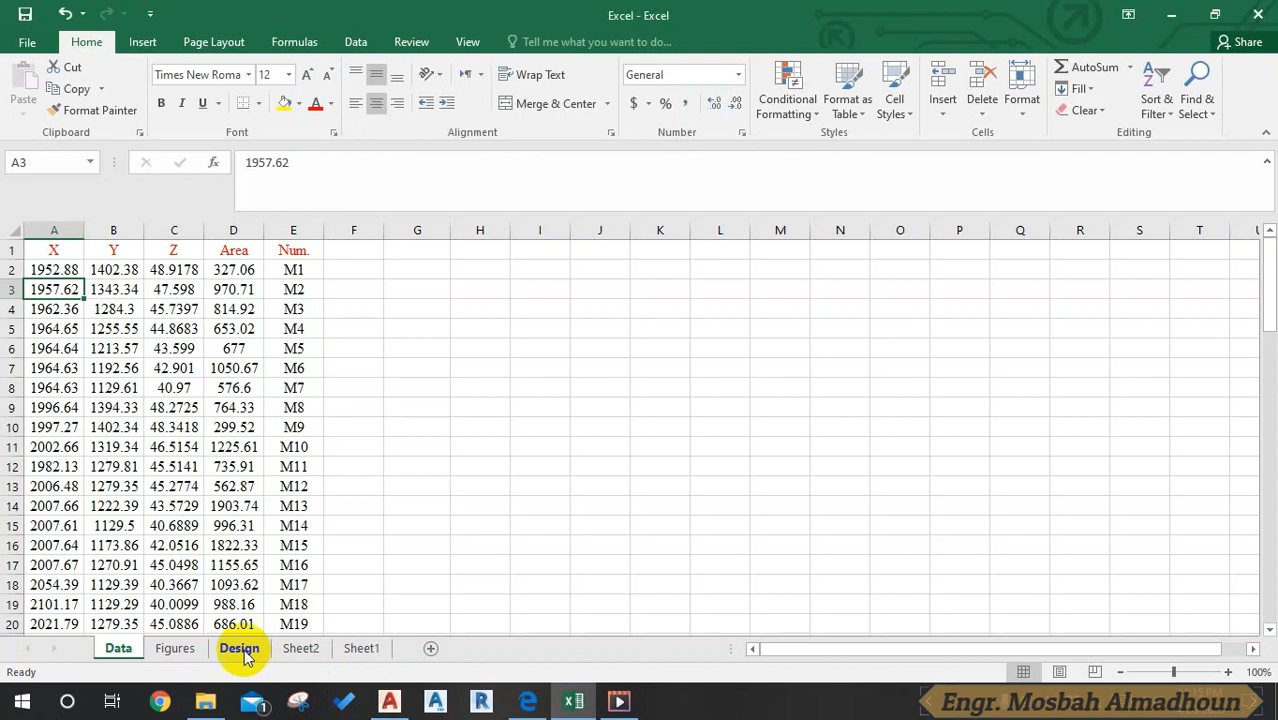 Excel - Excel
File Home Insert Page Layout Formulas Data Review View Tell me what you want to do... Share
Paste Cut Copy Format Painter Clipboard
Times New Roma 12 B I U A A A Font
Wrap Text Merge & Center Alignment
General $ % , Number
Conditional Formatting Format as Table Cell Styles Styles
Insert Delete Format Cells
AutoSum Fill Clear Sort & Filter Find & Select Editing
A3 fx 1957.62
A B C D E F G H I J K L M N O P Q R S T U
1 X Y Z Area Num.
2 1952.88 1402.38 48.9178 327.06 M1
3 1957.62 1343.34 47.598 970.71 M2
4 1962.36 1284.3 45.7397 814.92 M3
5 1964.65 1255.55 44.8683 653.02 M4
6 1964.64 1213.57 43.599 677 M5
7 1964.63 1192.56 42.901 1050.67 M6
8 1964.63 1129.61 40.97 576.6 M7
9 1996.64 1394.33 48.2725 764.33 M8
10 1997.27 1402.34 48.3418 299.52 M9
11 2002.66 1319.34 46.5154 1225.61 M10
12 1982.13 1279.81 45.5141 735.91 M11
13 2006.48 1279.35 45.2774 562.87 M12
14 2007.66 1222.39 43.5729 1903.74 M13
15 2007.61 1129.5 40.6889 996.31 M14
16 2007.64 1173.86 42.0516 1822.33 M15
17 2007.67 1270.91 45.0498 1155.65 M16
18 2054.39 1129.39 40.3667 1093.62 M17
19 2101.17 1129.29 40.0099 988.16 M18
20 2021.79 1279.35 45.0886 686.01 M19
Data Figures Design Sheet2 Sheet1
Ready 100%
1 A A R Engr. Mosbah Almadhoun